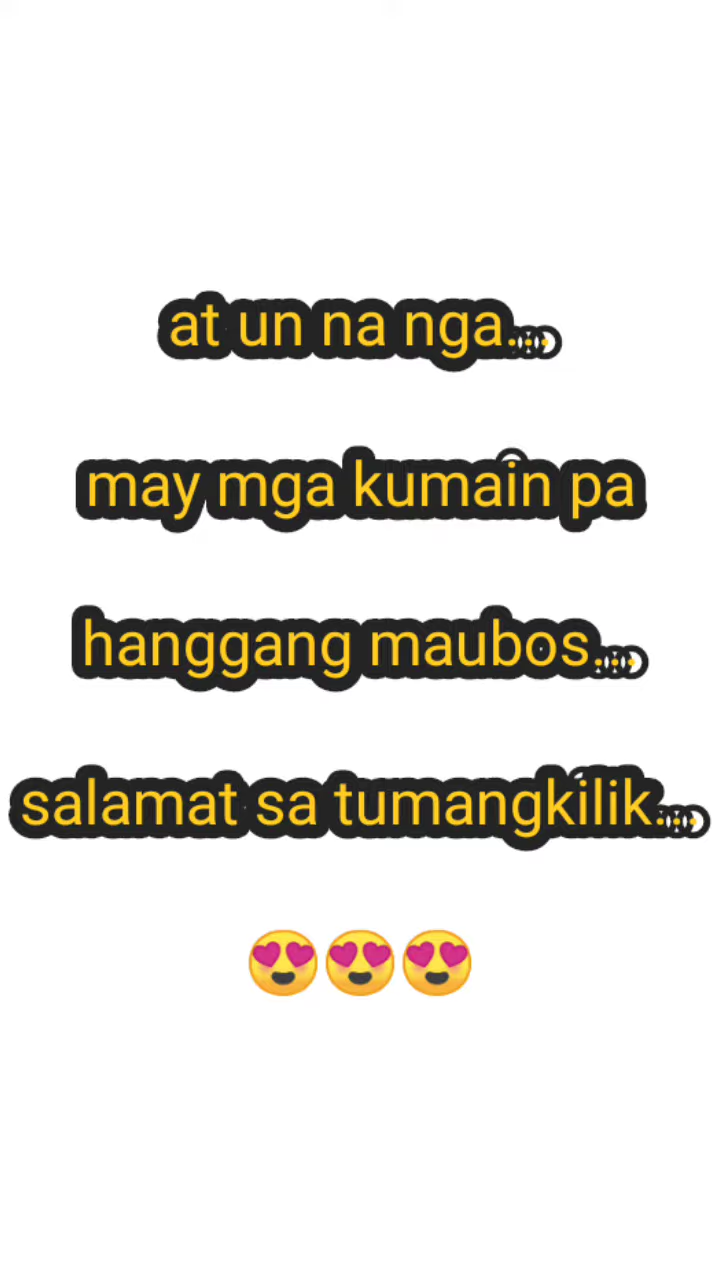 at un na nga....
may mga kumain pa
hanggang maubos....
salamat sa tumangkilik....
😍😍😍